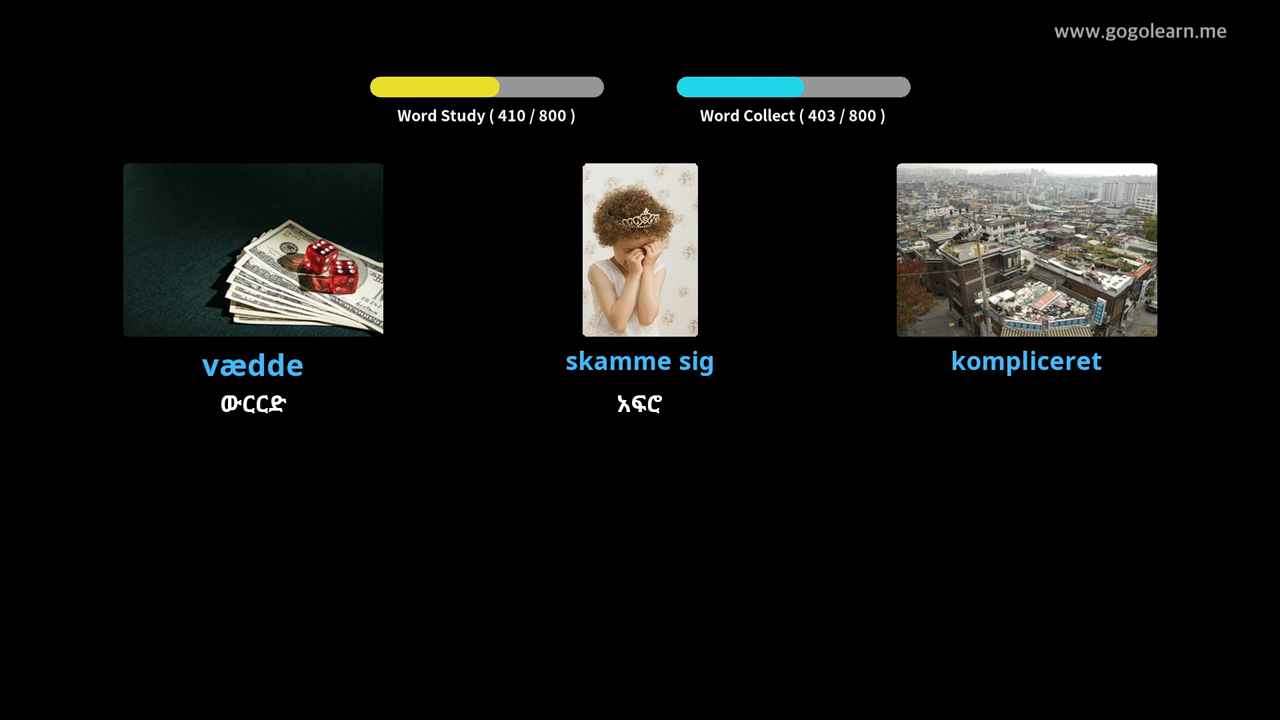 www.gogolearn.me
Word Study ( 410 / 800 )
Word Collect ( 403 / 800 )
vædde
skamme sig
kompliceret
ውርርድ
አፍሮ